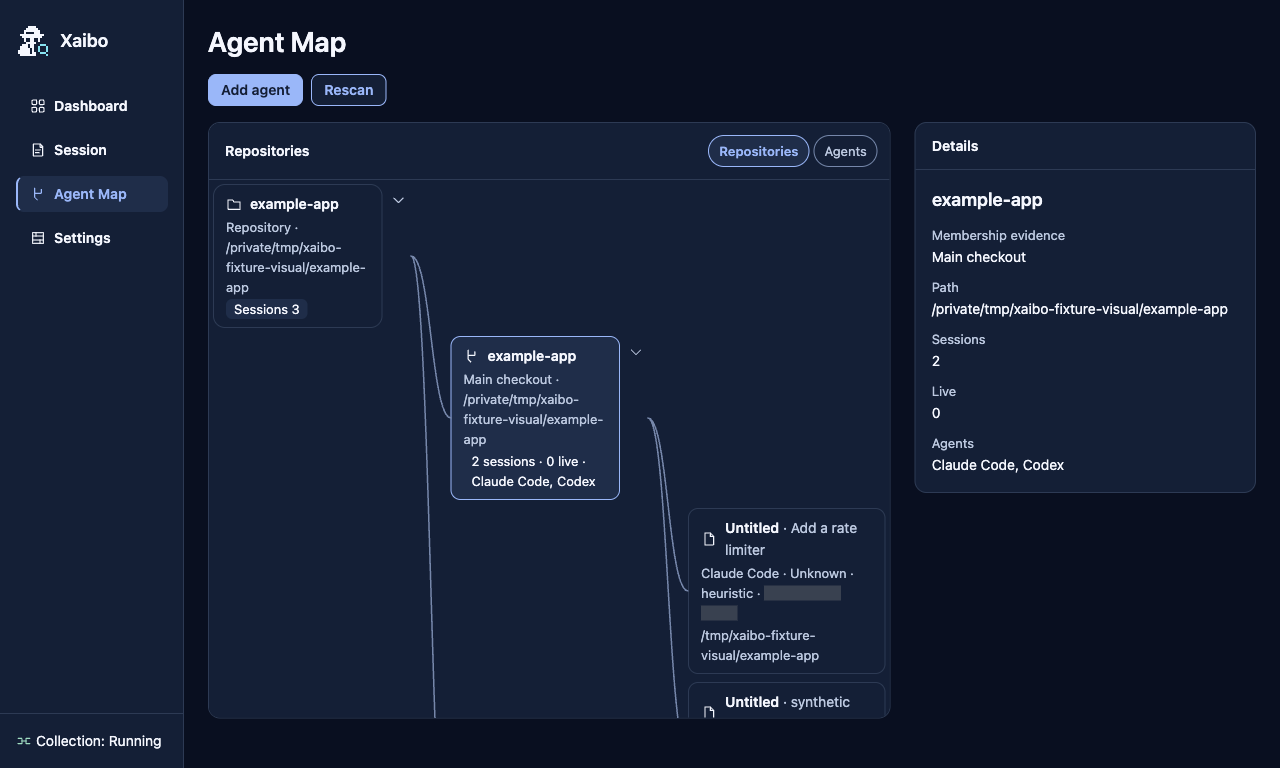 Xaibo
Dashboard
Session
Agent Map
Settings
Collection: Running
Agent Map
Add agent
Rescan
Repositories
Repositories
Agents
example-app
Repository ·
/private/tmp/xaibo-
fixture-visual/example-
app
Sessions 3
example-app
Main checkout ·
/private/tmp/xaibo-
fixture-visual/example-
app
2 sessions · 0 live ·
Claude Code, Codex
Untitled · Add a rate
limiter
Claude Code · Unknown ·
heuristic ·
/tmp/xaibo-fixture-
visual/example-app
Untitled · synthetic
Details
example-app
Membership evidence
Main checkout
Path
/private/tmp/xaibo-fixture-visual/example-app
Sessions
2
Live
0
Agents
Claude Code, Codex